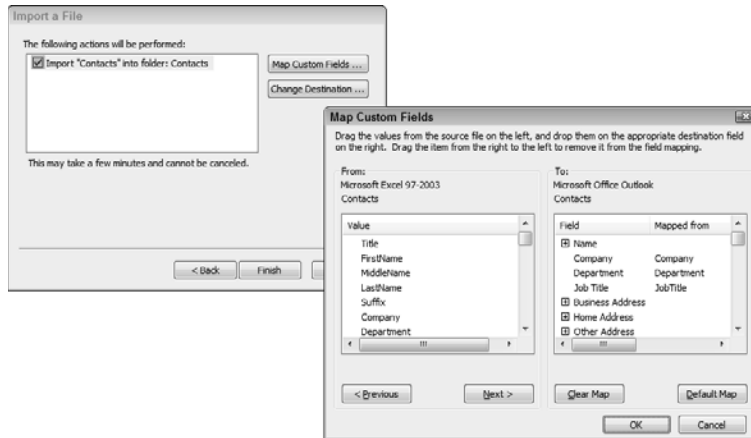 Import a File
The following actions will be performed:
Import "Contacts" into folder: Contacts
Map Custom Fields ...
Change Destination ...
This may take a few minutes and cannot be canceled.
< Back
Finish
Map Custom Fields
Drag the values from the source file on the left, and drop them on the appropriate destination field
on the right. Drag the item from the right to the left to remove it from the field mapping.
From:
Microsoft Excel 97-2003
Contacts
Value
Title
FirstName
MiddleName
LastName
Suffix
Company
Department
< Previous
Next >
To:
Microsoft Office Outlook
Contacts
Field Mapped from
Name
Company Company
Department Department
Job Title JobTitle
Business Address
Home Address
Other Address
Clear Map
Default Map
OK
Cancel